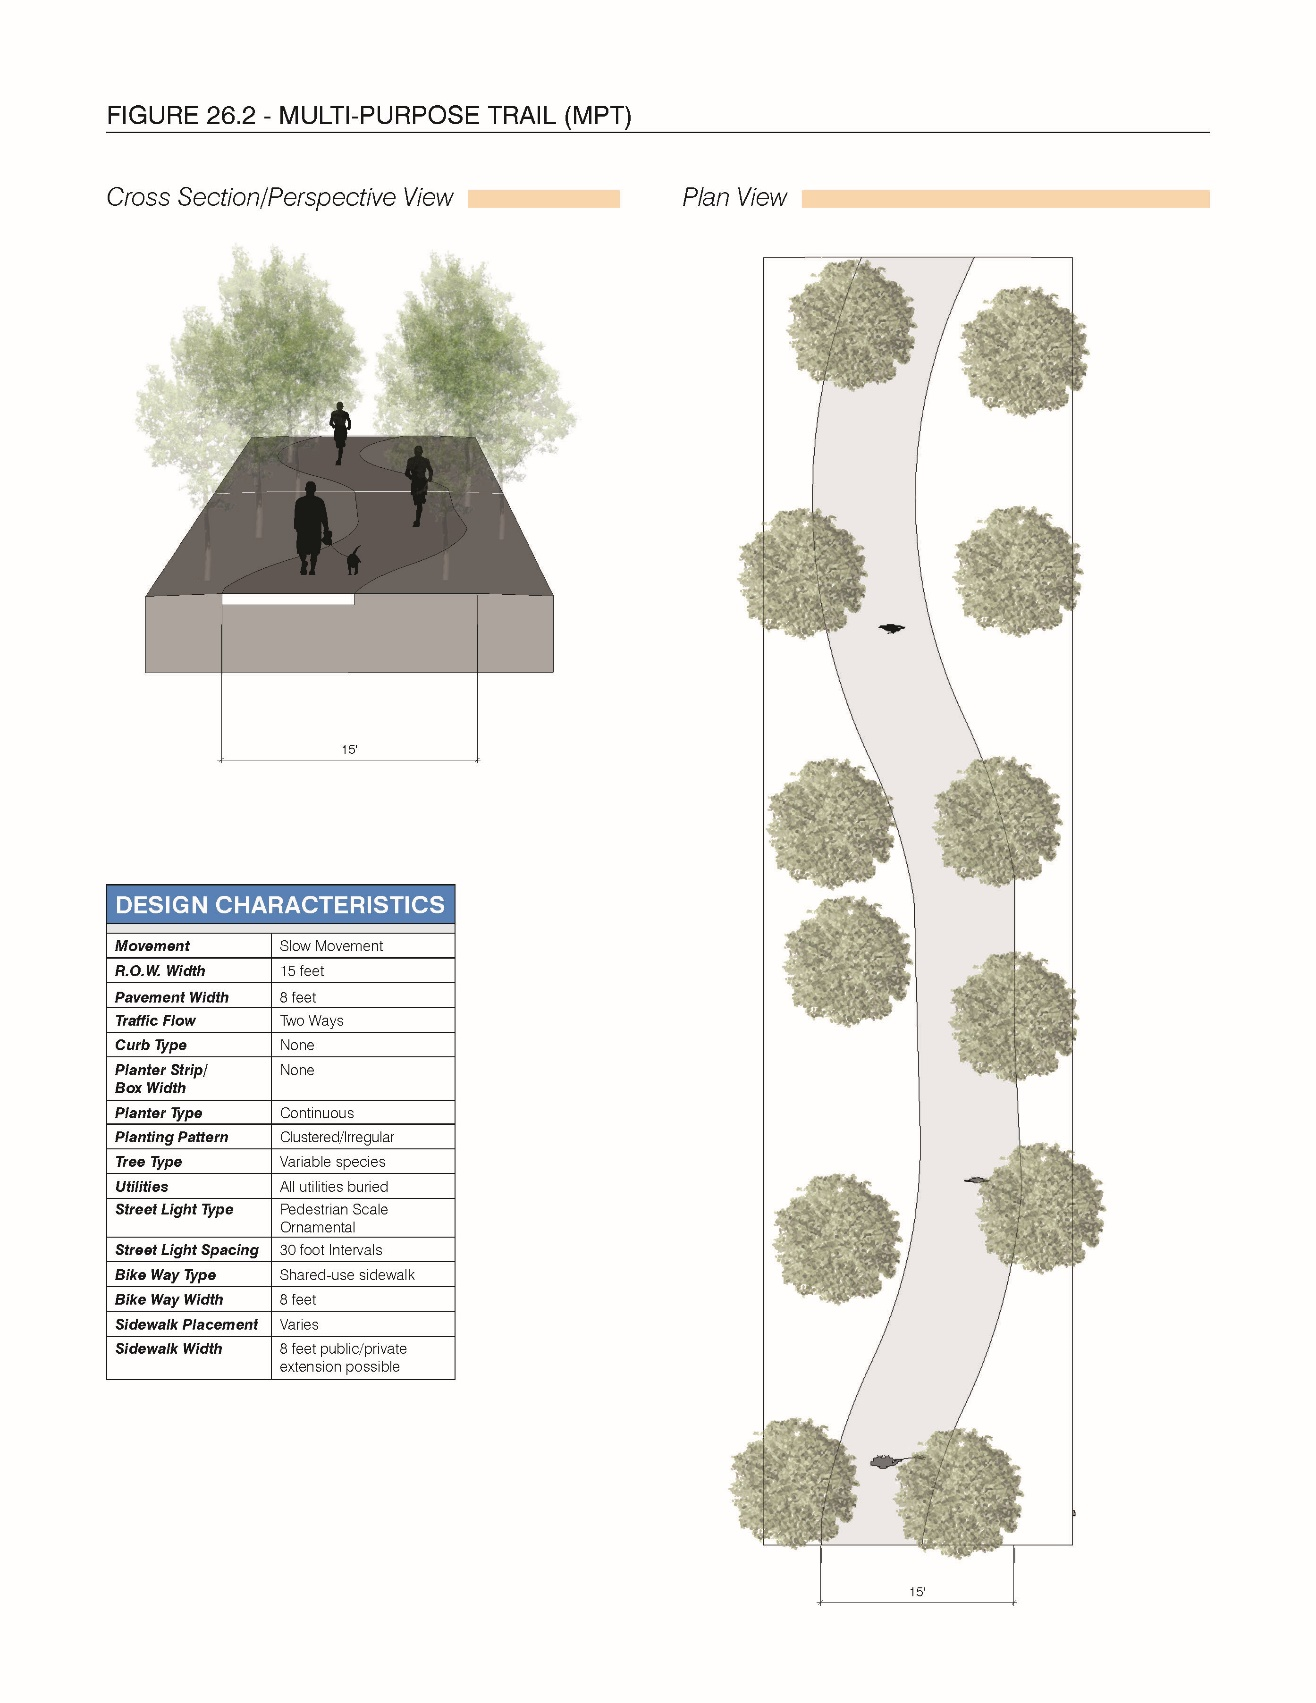 FIGURE 26.2 - MULTI-PURPOSE TRAIL (MPT)
Cross Section/Perspective View
Plan View
15'
DESIGN CHARACTERISTICS
Movement Slow Movement
R.O.W. Width 15 feet
Pavement Width 8 feet
Traffic Flow Two Ways
Curb Type None
Planter Strip/ None
Box Width
Planter Type Continuous
Planting Pattern Clustered/Irregular
Tree Type Variable species
Utilities All utilities buried
Street Light Type Pedestrian Scale
Ornamental
Street Light Spacing 30 foot Intervals
Bike Way Type Shared-use sidewalk
Bike Way Width 8 feet
Sidewalk Placement Varies
Sidewalk Width 8 feet public/private
extension possible
15'